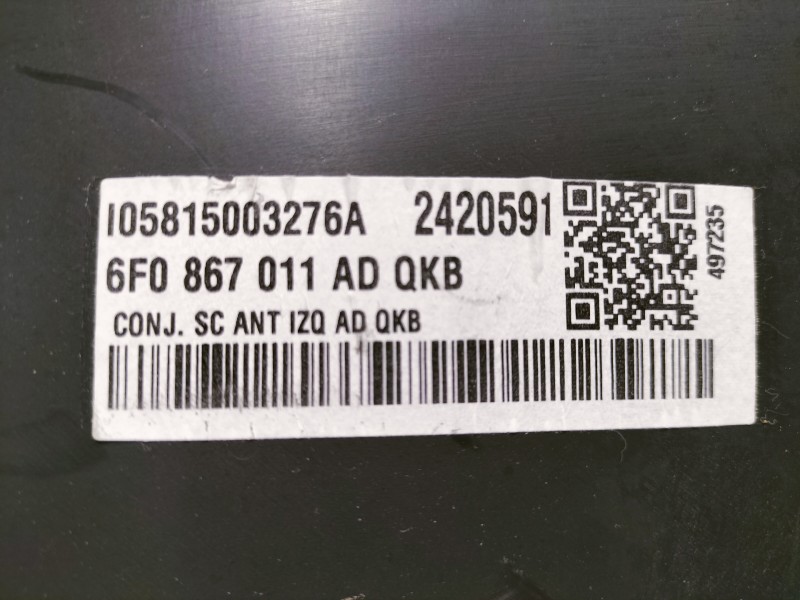 I05815003276A 2420591
6F0 867 011 AD QKB
CONJ. SC ANT IZQ AD QKB
497235